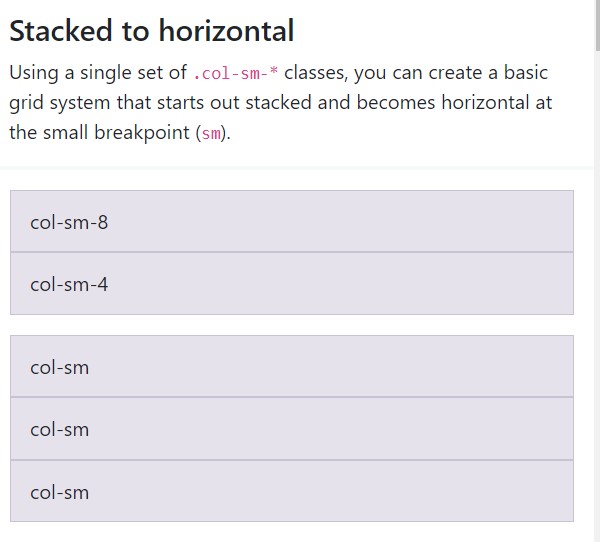 Stacked to horizontal
Using a single set of .col-sm-* classes, you can create a basic
grid system that starts out stacked and becomes horizontal at
the small breakpoint (sm).
col-sm-8
col-sm-4
col-sm
col-sm
col-sm